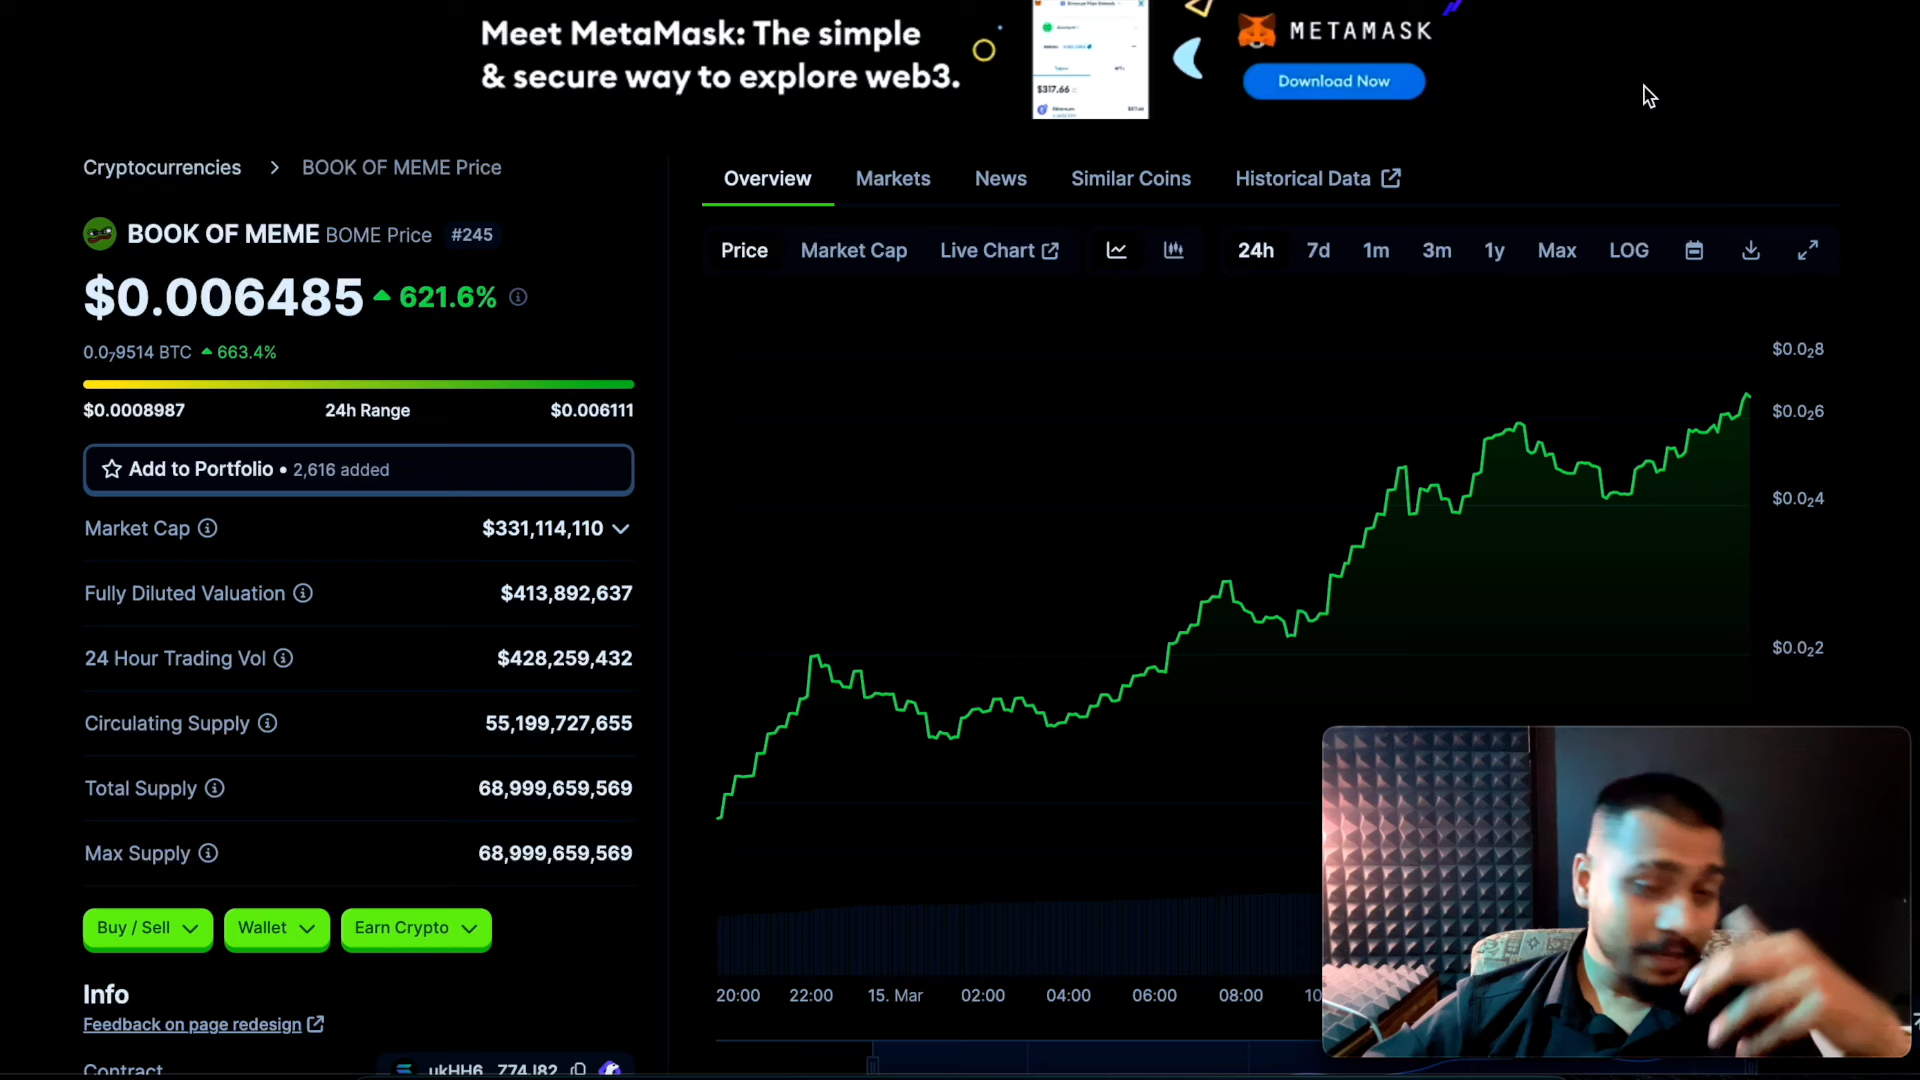 Meet MetaMask: The simple
& secure way to explore web3.
$317.66
METAMASK
Download Now
Cryptocurrencies > BOOK OF MEME Price
BOOK OF MEME BOME Price #245
$0.006485 621.6%
0.0₇9514 BTC 663.4%
$0.0008987 24h Range $0.006111
Add to Portfolio • 2,616 added
Market Cap $331,114,110
Fully Diluted Valuation $413,892,637
24 Hour Trading Vol $428,259,432
Circulating Supply 55,199,727,655
Total Supply 68,999,659,569
Max Supply 68,999,659,569
Buy / Sell Wallet Earn Crypto
Info
Feedback on page redesign
Contract ukHH6...774J82
Overview Markets News Similar Coins Historical Data
Price Market Cap Live Chart 24h 7d 1m 3m 1y Max LOG
$0.0₂8
$0.0₂6
$0.0₂4
$0.0₂2
20:00 22:00 15. Mar 02:00 04:00 06:00 08:00 10